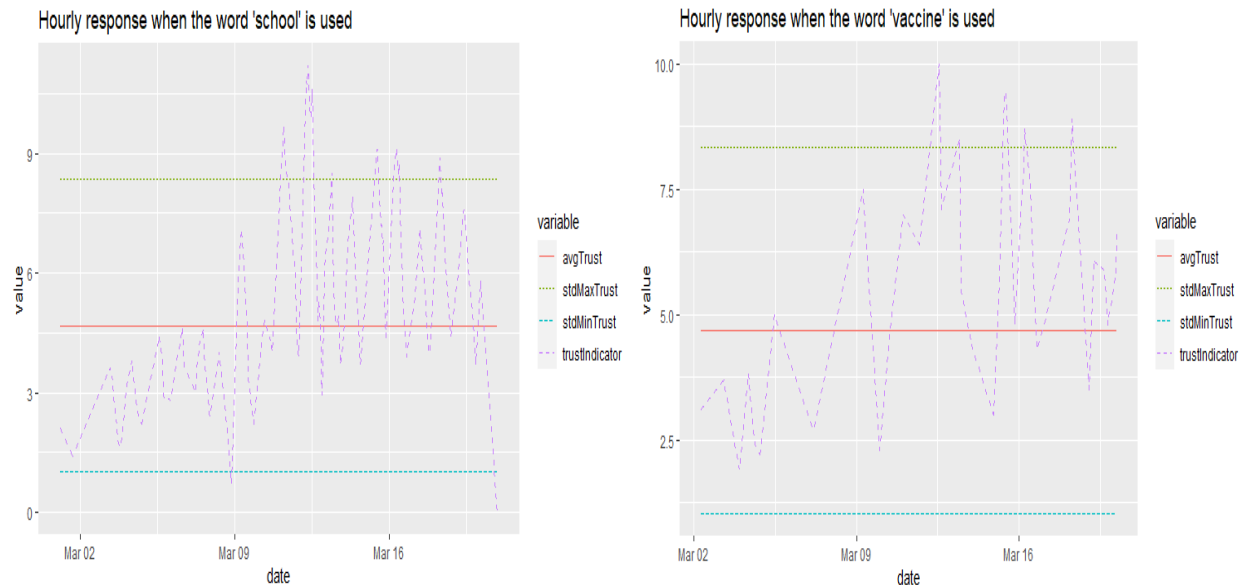 Hourly response when the word 'school' is used
9
6
3
0
value
Mar 02
Mar 09
Mar 16
date
variable
avgTrust
stdMaxTrust
stdMinTrust
trustIndicator
Hourly response when the word 'vaccine' is used
10.0
7.5
5.0
2.5
value
Mar 02
Mar 09
Mar 16
date
variable
avgTrust
stdMaxTrust
stdMinTrust
trustIndicator